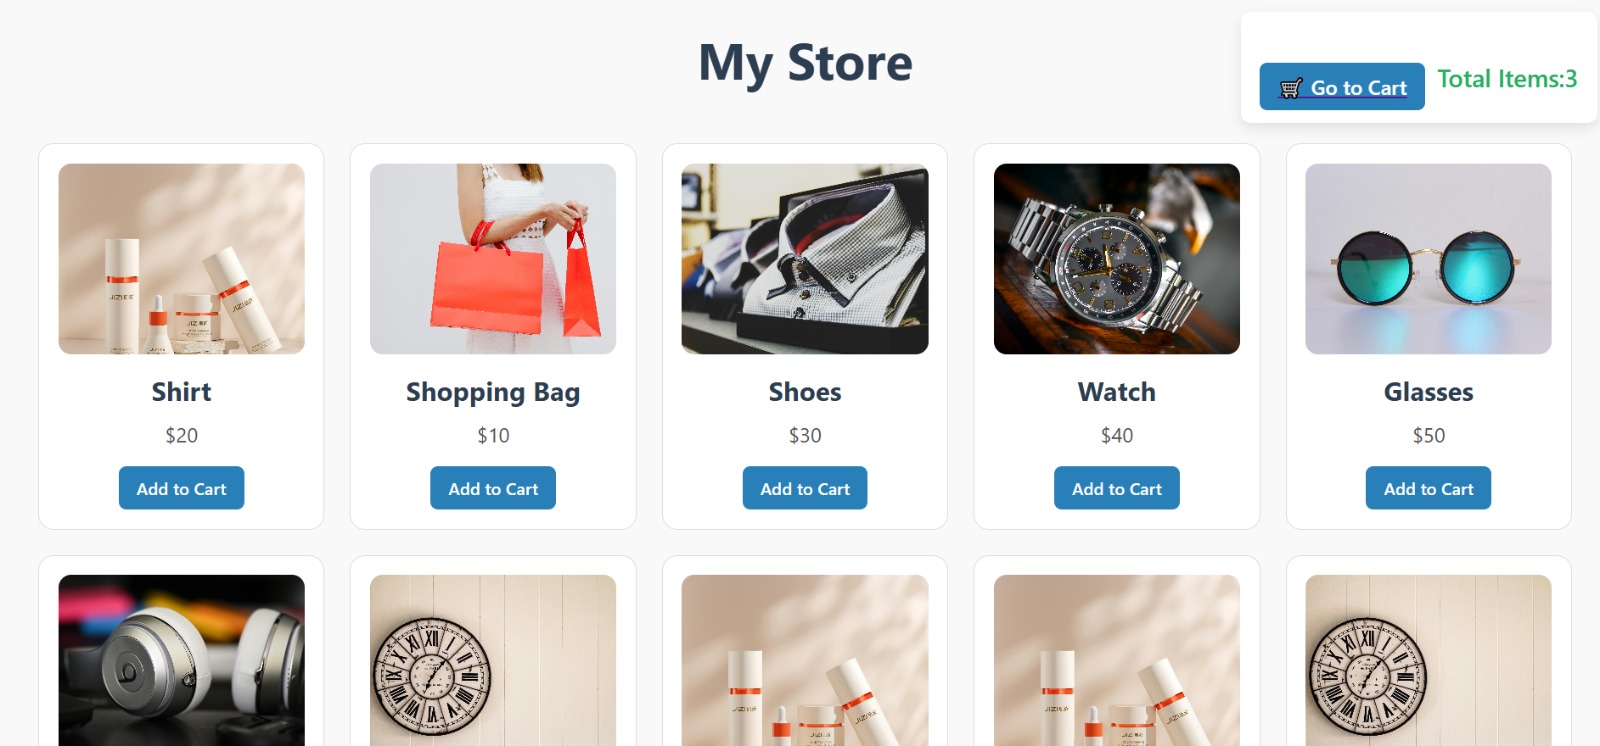 My Store
Go to Cart
Total Items:3
Shirt
$20
Add to Cart
Shopping Bag
$10
Add to Cart
Shoes
$30
Add to Cart
Watch
$40
Add to Cart
Glasses
$50
Add to Cart